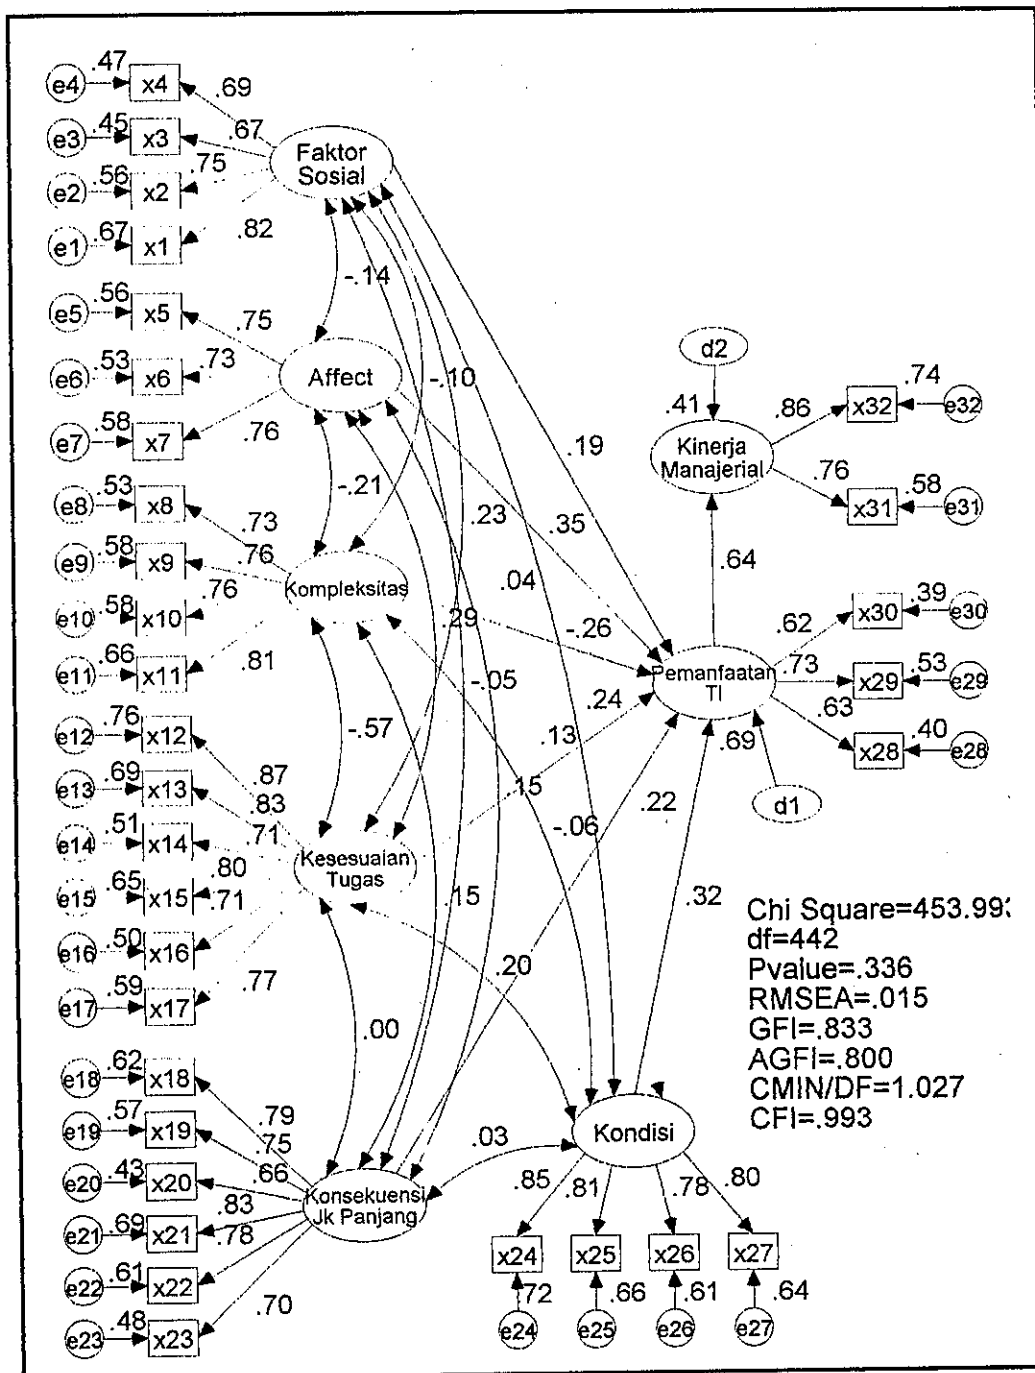 e4 .47 x4 .69
e3 .45 x3 .67
e2 .56 x2 .75
e1 .67 x1 .82
Faktor
Sosial
e5 .56 x5 .75
e6 .53 x6 .73
e7 .58 x7 .76
Affect
e8 .53 x8 .73
e9 .58 x9 .76
e10 .58 x10 .76
e11 .66 x11 .81
Kompleksitas
e12 .76 x12 .87
e13 .69 x13 .83
e14 .51 x14 .71
e15 .65 x15 .80
e16 .50 x16 .71
e17 .59 x17 .77
Kesesuaian
Tugas
e18 .62 x18 .79
e19 .57 x19 .75
e20 .43 x20 .66
e21 .69 x21 .83
e22 .61 x22 .78
e23 .48 x23 .70
Konsekuensi
Jk Panjang
-.14
-.10
-.21
.23
.04
.29
-.05
-.57
.13
.15
-.06
.15
.20
.00
.03
.19
.35
-.26
.24
.22
.32
d2
.41
Kinerja
Manajerial
.86 x32 .74 e32
.76 x31 .58 e31
.64
Pemanfaatan
TI
.69
d1
.62 x30 .39 e30
.73 x29 .53 e29
.63 x28 .40 e28
Kondisi
.85 .81 .78 .80
x24 x25 x26 x27
.72 .66 .61 .64
e24 e25 e26 e27
Chi Square=453.99
df=442
Pvalue=.336
RMSEA=.015
GFI=.833
AGFI=.800
CMIN/DF=1.027
CFI=.993